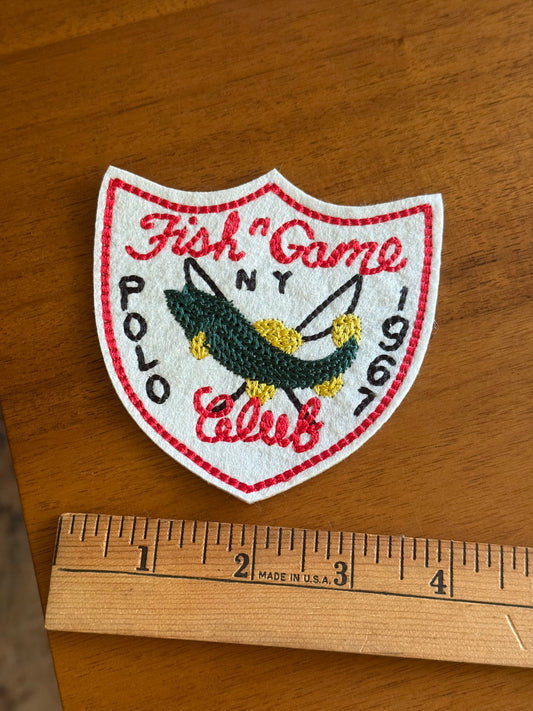 Fish n Game
NY
POLO
1967
Club
1 2 3 4
MADE IN U.S.A.